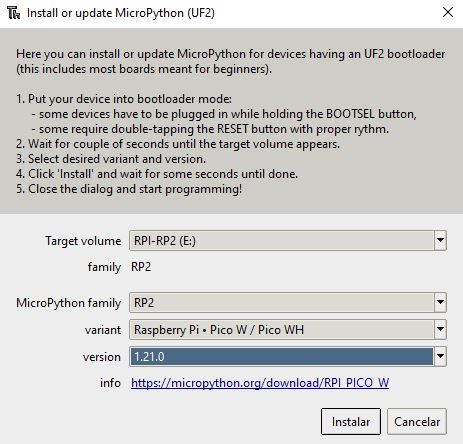 Install or update MicroPython (UF2)
Here you can install or update MicroPython for devices having an UF2 bootloader
(this includes most boards meant for beginners).
1. Put your device into bootloader mode:
- some devices have to be plugged in while holding the BOOTSEL button,
- some require double-tapping the RESET button with proper rythm.
2. Wait for couple of seconds until the target volume appears.
3. Select desired variant and version.
4. Click 'Install' and wait for some seconds until done.
5. Close the dialog and start programming!
Target volume RPI-RP2 (E:)
family RP2
MicroPython family RP2
variant Raspberry Pi • Pico W / Pico WH
version 1.21.0
info https://micropython.org/download/RPI_PICO_W
Instalar Cancelar